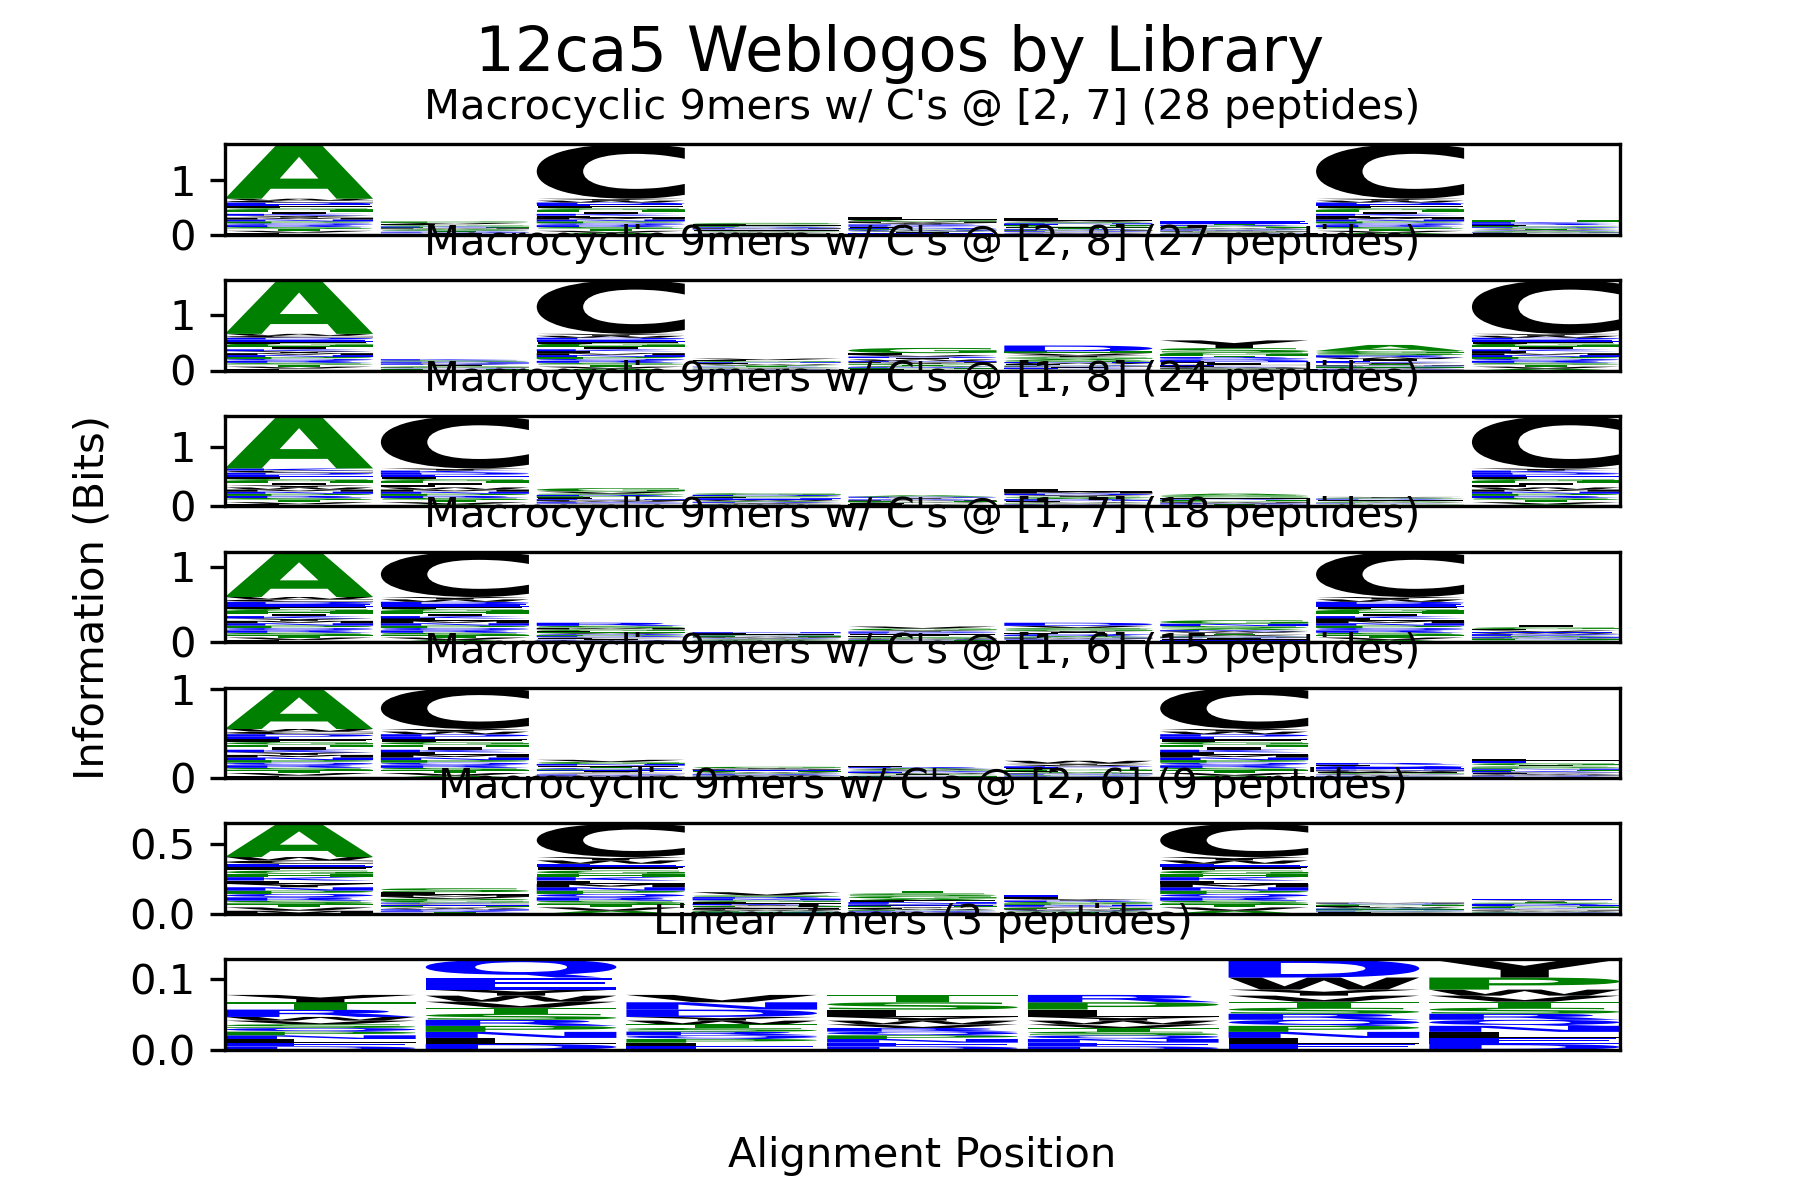 12ca5 Weblogos by Library
Macrocyclic 9mers w/ C's @ [2, 7] (28 peptides)
1
0
A C C
Macrocyclic 9mers w/ C's @ [2, 8] (27 peptides)
1
0
A C C
Macrocyclic 9mers w/ C's @ [1, 8] (24 peptides)
1
0
A C C
Macrocyclic 9mers w/ C's @ [1, 7] (18 peptides)
1
0
A C C
Macrocyclic 9mers w/ C's @ [1, 6] (15 peptides)
1
0
A C C
Macrocyclic 9mers w/ C's @ [2, 6] (9 peptides)
0.5
0.0
A C C
Linear 7mers (3 peptides)
0.1
0.0
Information (Bits)
Alignment Position